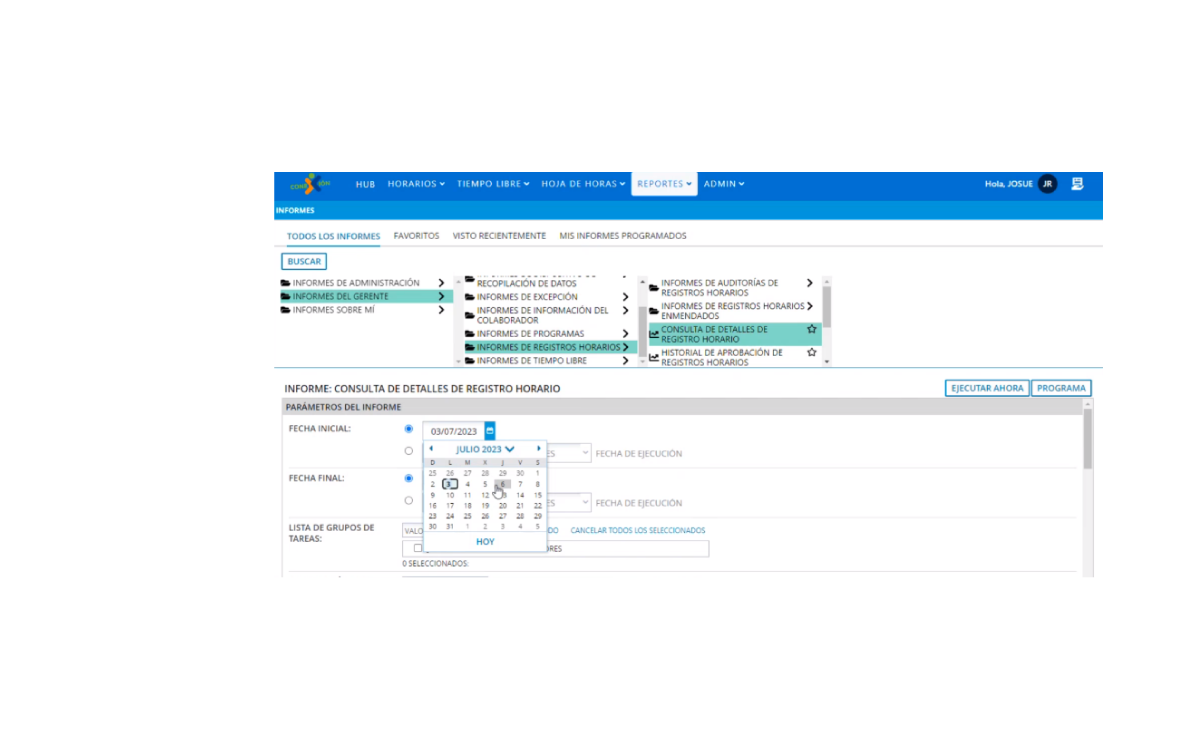 CONEXIÓN HUB HORARIOS TIEMPO LIBRE HOJA DE HORAS REPORTES ADMIN Hola, JOSUE JR
INFORMES
TODOS LOS INFORMES FAVORITOS VISTO RECIENTEMENTE MIS INFORMES PROGRAMADOS
BUSCAR
INFORMES DE ADMINISTRACIÓN
INFORMES DEL GERENTE
INFORMES SOBRE MÍ
RECOPILACIÓN DE DATOS
INFORMES DE EXCEPCIÓN
INFORMES DE INFORMACIÓN DEL
COLABORADOR
INFORMES DE PROGRAMAS
INFORMES DE REGISTROS HORARIOS
INFORMES DE TIEMPO LIBRE
INFORMES DE AUDITORÍAS DE
REGISTROS HORARIOS
INFORMES DE REGISTROS HORARIOS
ENMENDADOS
CONSULTA DE DETALLES DE
REGISTRO HORARIO
HISTORIAL DE APROBACIÓN DE
REGISTROS HORARIOS
INFORME: CONSULTA DE DETALLES DE REGISTRO HORARIO EJECUTAR AHORA PROGRAMA
PARÁMETROS DEL INFORME
FECHA INICIAL: 03/07/2023
ES FECHA DE EJECUCIÓN
JULIO 2023
D L M X J V S
25 26 27 28 29 30 1
2 3 4 5 6 7 8
9 10 11 12 13 14 15
16 17 18 19 20 21 22
23 24 25 26 27 28 29
30 31 1 2 3 4 5
HOY
FECHA FINAL:
ES FECHA DE EJECUCIÓN
LISTA DE GRUPOS DE
TAREAS:
VALO DO CANCELAR TODOS LOS SELECCIONADOS
ORES
0 SELECCIONADOS: